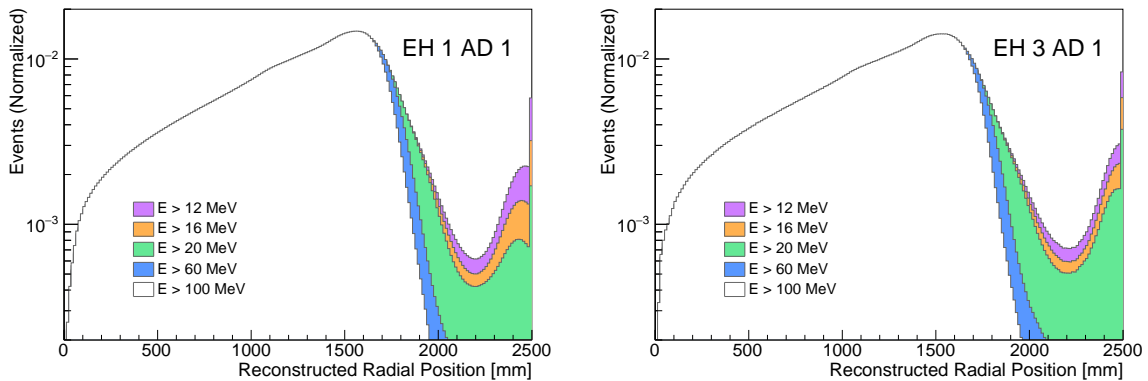 EH 1 AD 1
Events (Normalized)
10⁻²
10⁻³
E > 12 MeV
E > 16 MeV
E > 20 MeV
E > 60 MeV
E > 100 MeV
0 500 1000 1500 2000 2500
Reconstructed Radial Position [mm]
EH 3 AD 1
Events (Normalized)
10⁻²
10⁻³
E > 12 MeV
E > 16 MeV
E > 20 MeV
E > 60 MeV
E > 100 MeV
0 500 1000 1500 2000 2500
Reconstructed Radial Position [mm]